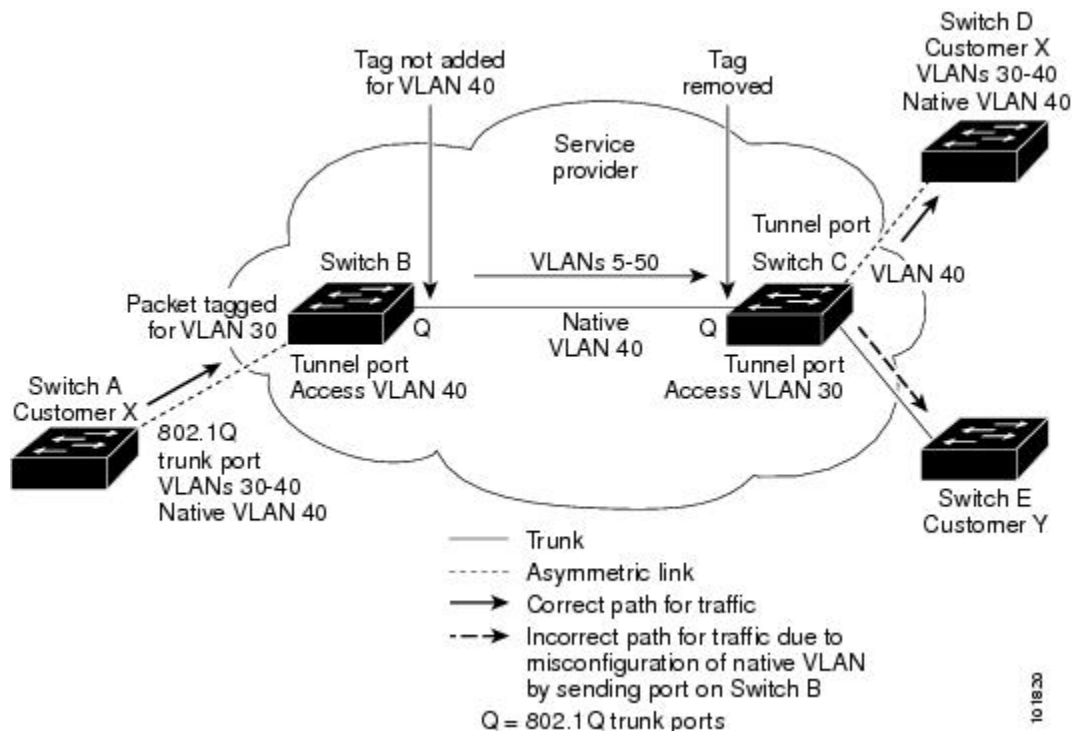 Tag not added
for VLAN 40
Tag
removed
Switch D
Customer X
VLANs 30-40
Native VLAN 40
Service
provider
Tunnel port
Switch B
VLANs 5-50
Switch C
VLAN 40
Packet tagged
for VLAN 30
Q
Native
VLAN 40
Q
Tunnel port
Access VLAN 40
Tunnel port
Access VLAN 30
Switch A
Customer X
802.1Q
trunk port
VLANs 30-40
Native VLAN 40
Switch E
Customer Y
Trunk
Asymmetric link
Correct path for traffic
Incorrect path for traffic due to
misconfiguration of native VLAN
by sending port on Switch B
Q = 802.1Q trunk ports
101820